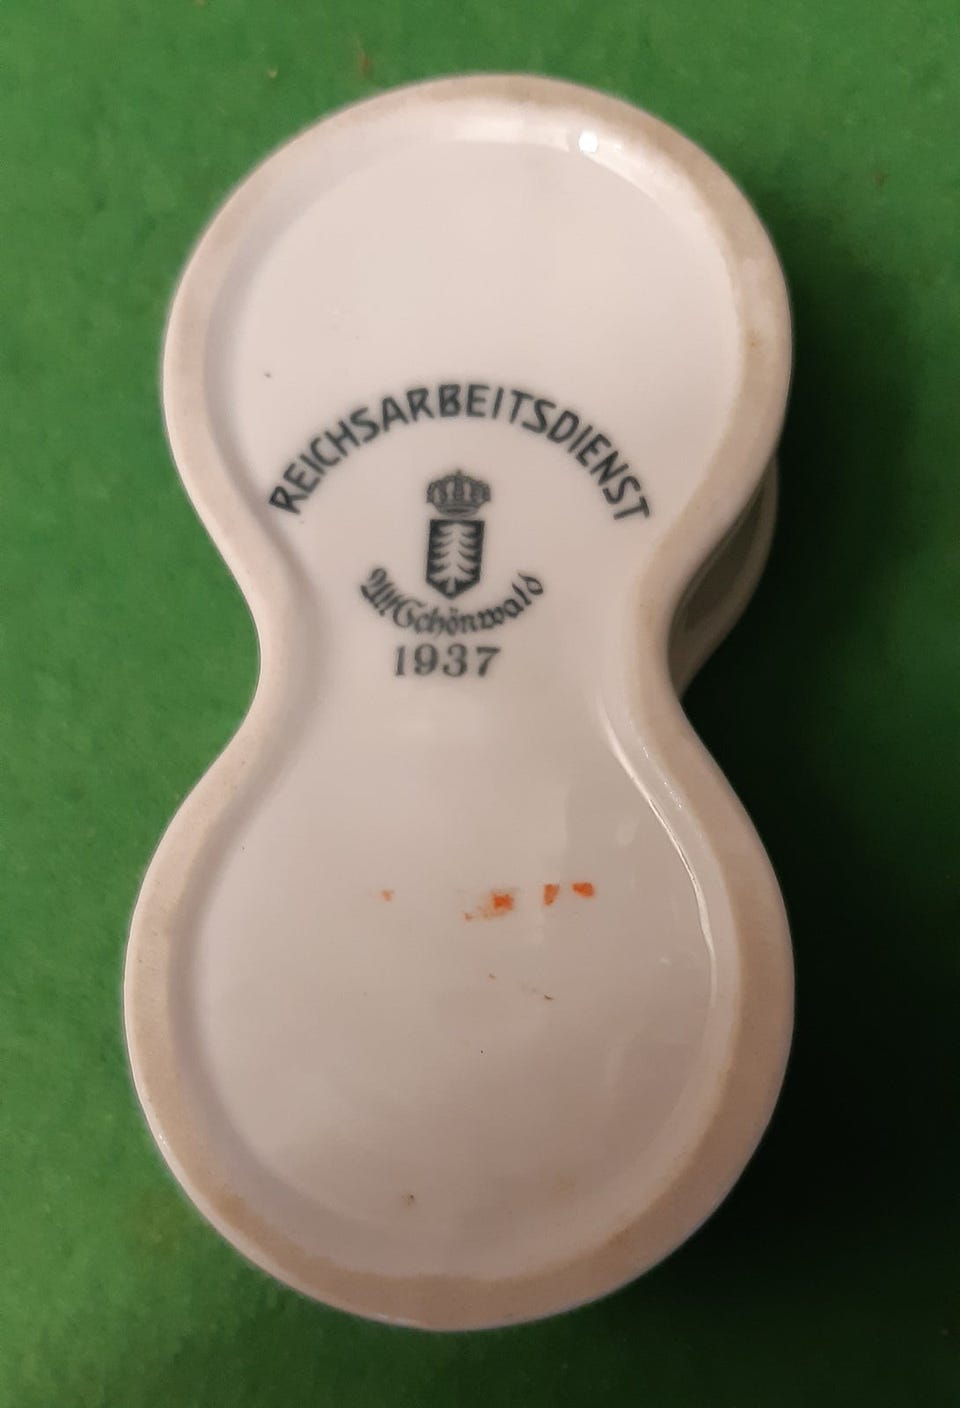 REICHSARBEITSDIENST
Alt Schönwald
1937